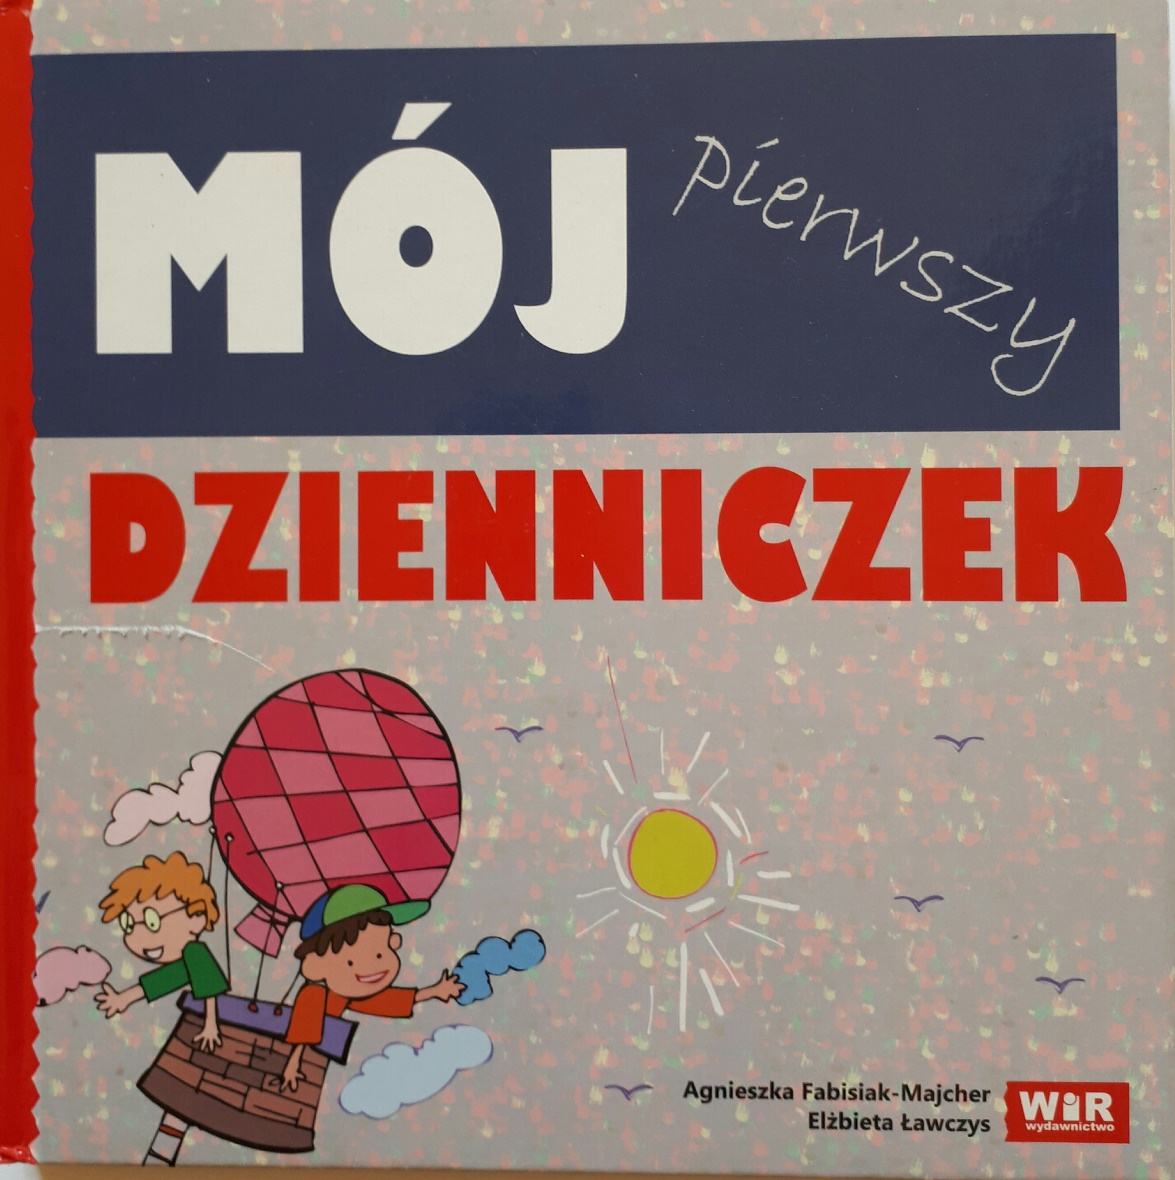 MÓJ pierwszy
DZIENNICZEK
Agnieszka Fabisiak-Majcher
Elżbieta Ławczys
WiR
wydawnictwo